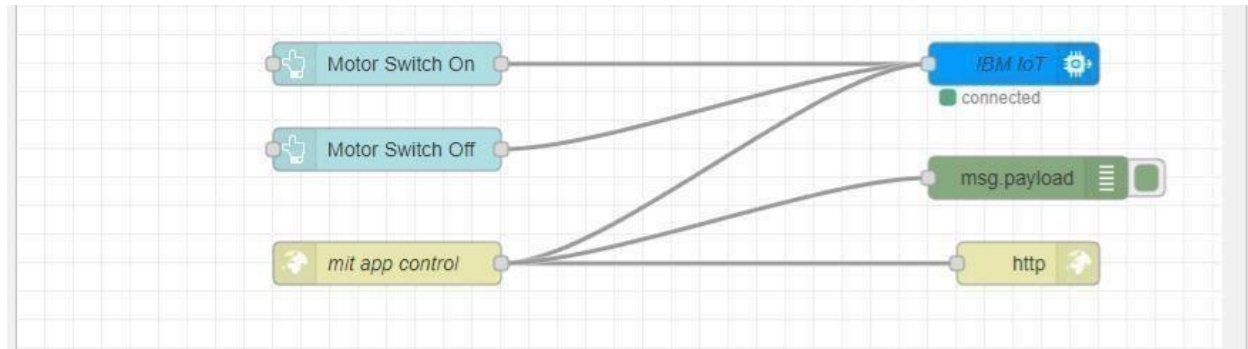 Motor Switch On
IBM IoT
connected
Motor Switch Off
msg.payload
mit app control
http